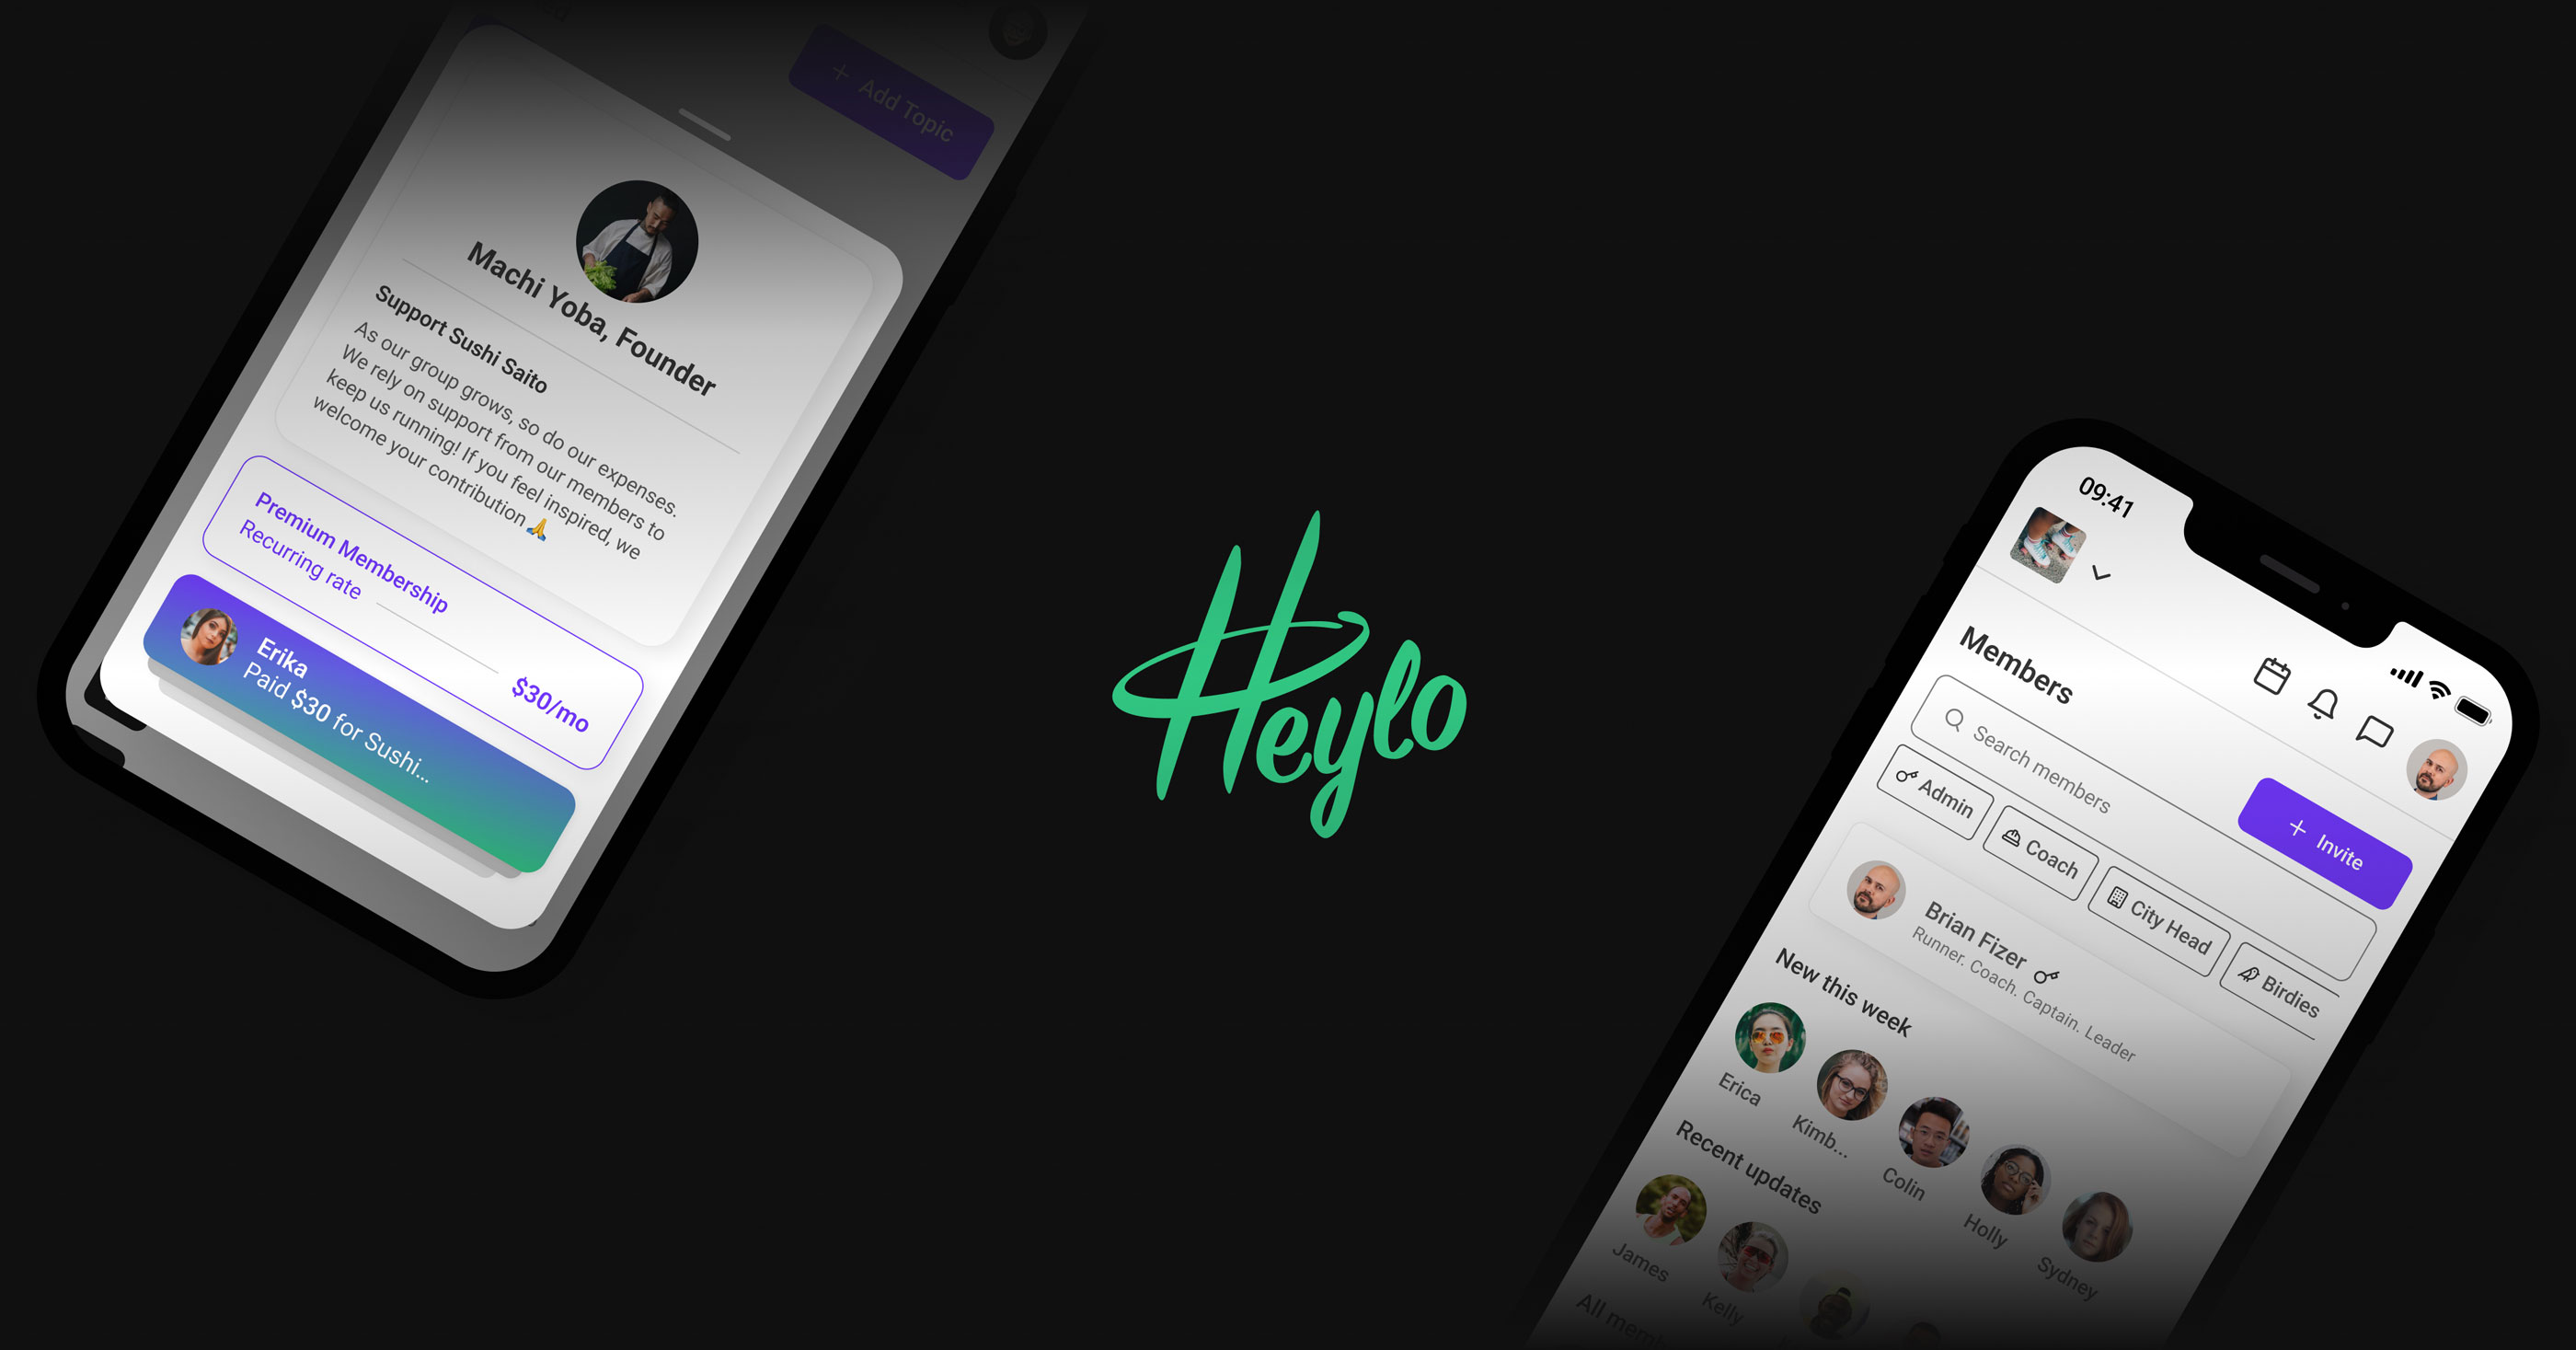 + Add Topic
Machi Yoba, Founder
Support Sushi Saito
As our group grows, so do our expenses.
We rely on support from our members to
keep us running! If you feel inspired, we
welcome your contribution🙏
Premium Membership
Recurring rate
$30/mo
Erika
Paid $30 for Sushi...
Heylo
09:41
Members
+ Invite
Search members
Admin
Coach
City Head
Birdies
Brian Fizer
Runner. Coach. Captain. Leader
New this week
Erica
Kimb...
Colin
Holly
Sydney
Recent updates
James
Kelly
All